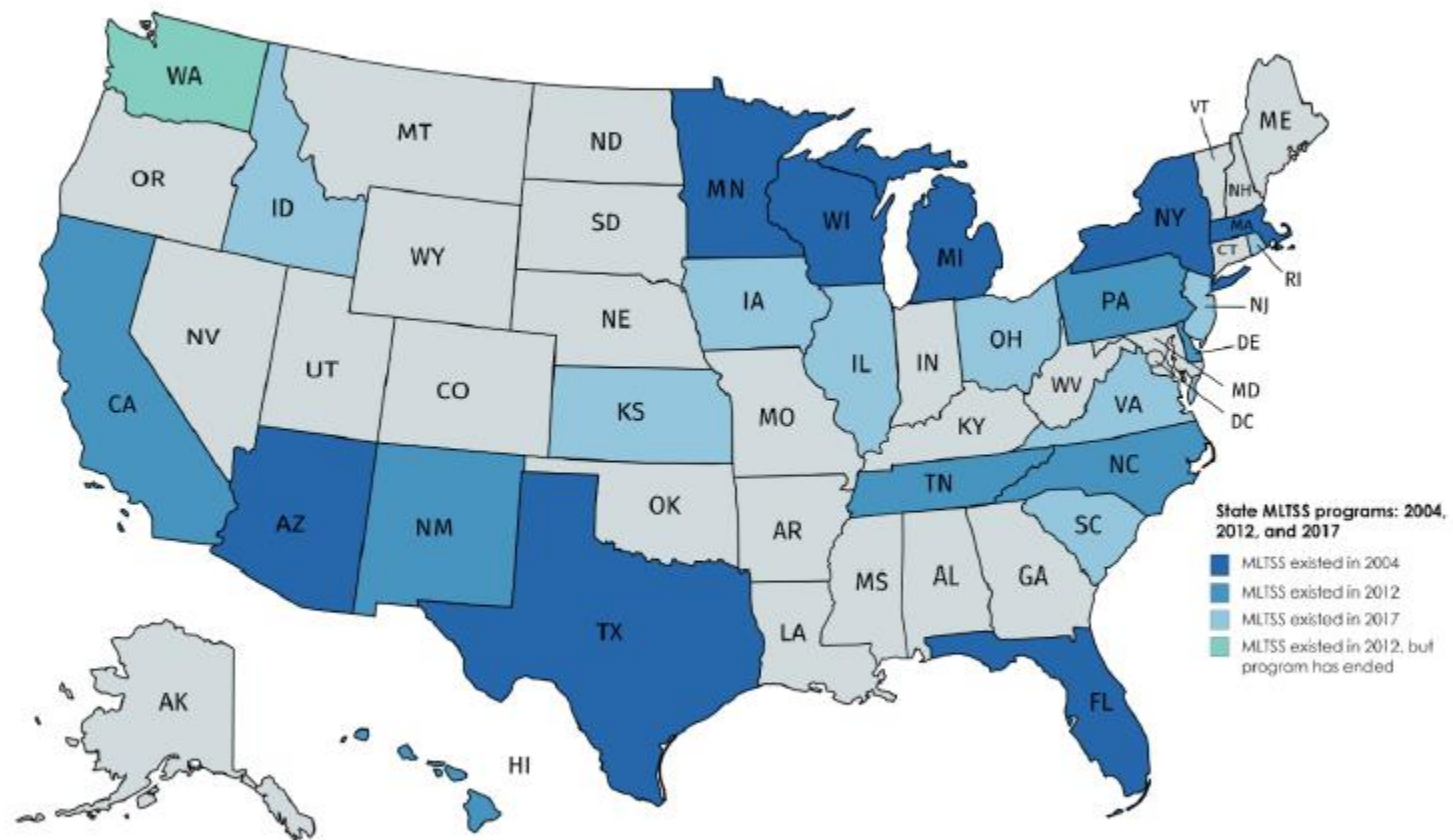 WA
MT
ND
MN
VT
ME
OR
ID
SD
WI
NH
NY
MA
WY
MI
CT
RI
IA
PA
NE
NJ
NV
OH
DE
UT
IL
IN
CA
CO
WV
MD
KS
MO
VA
DC
KY
NC
TN
AZ
NM
OK
AR
SC
MS
AL
GA
TX
LA
FL
AK
HI
State MLTSS programs: 2004,
2012, and 2017
MLTSS existed in 2004
MLTSS existed in 2012
MLTSS existed in 2017
MLTSS existed in 2012, but
program has ended